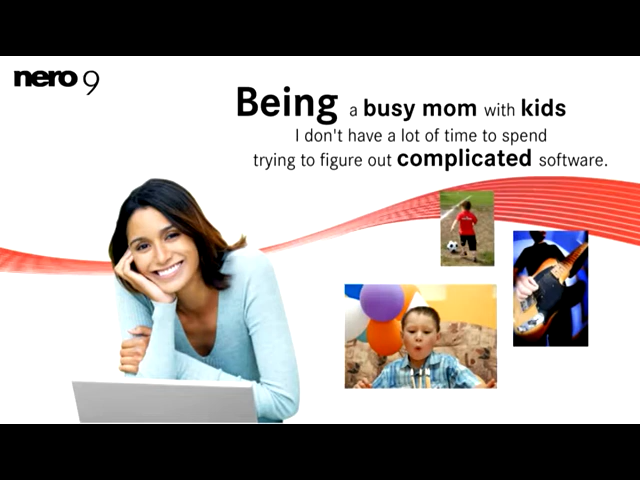 nero 9
Being a busy mom with kids
I don't have a lot of time to spend
trying to figure out complicated software.